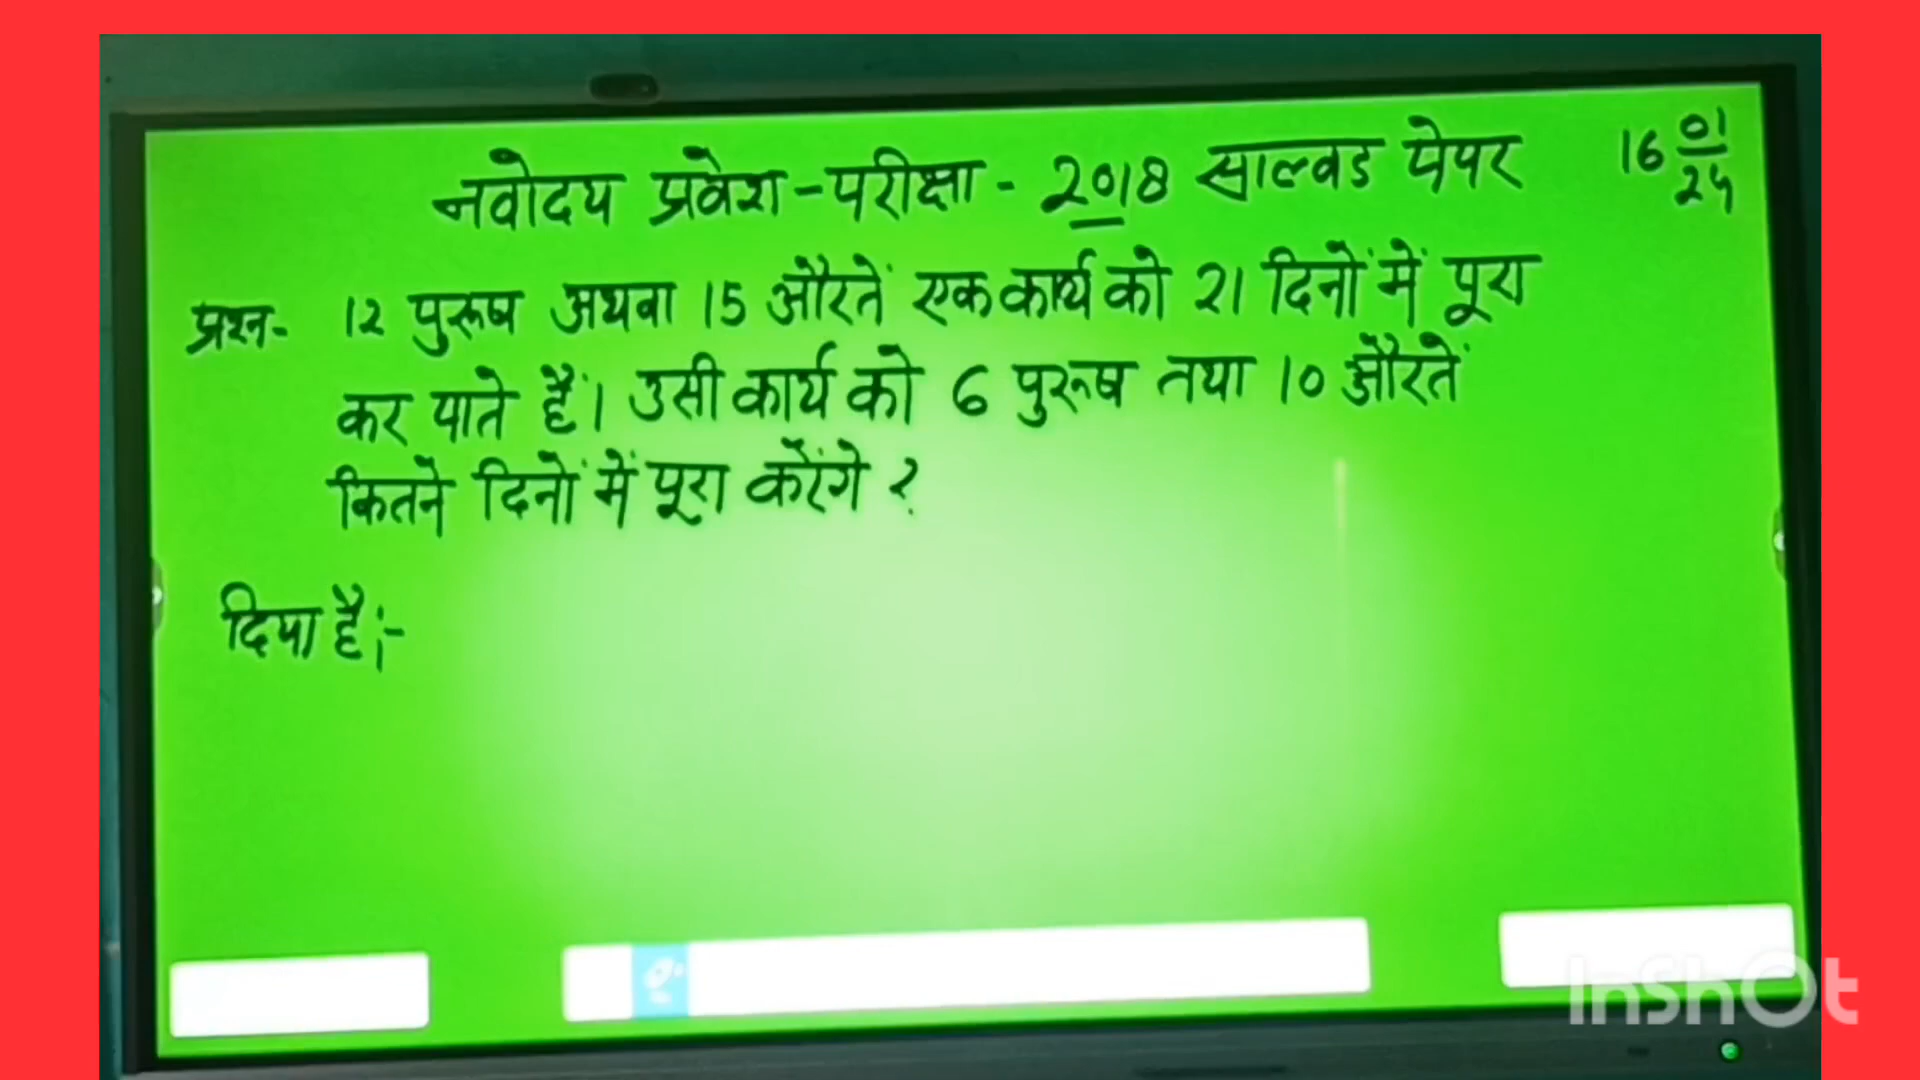 नवोदय प्रवेश-परीक्षा - 2018 साल्वड पेपर
16 01/24
प्रश्न- 12 पुरूष अथवा 15 औरतें एक कार्य को 21 दिनों में पूरा
कर पाते हैं। उसी कार्य को 6 पुरूष तथा 10 औरतें
कितने दिनों में पूरा करेंगे ?
दिया है;-
InShOt